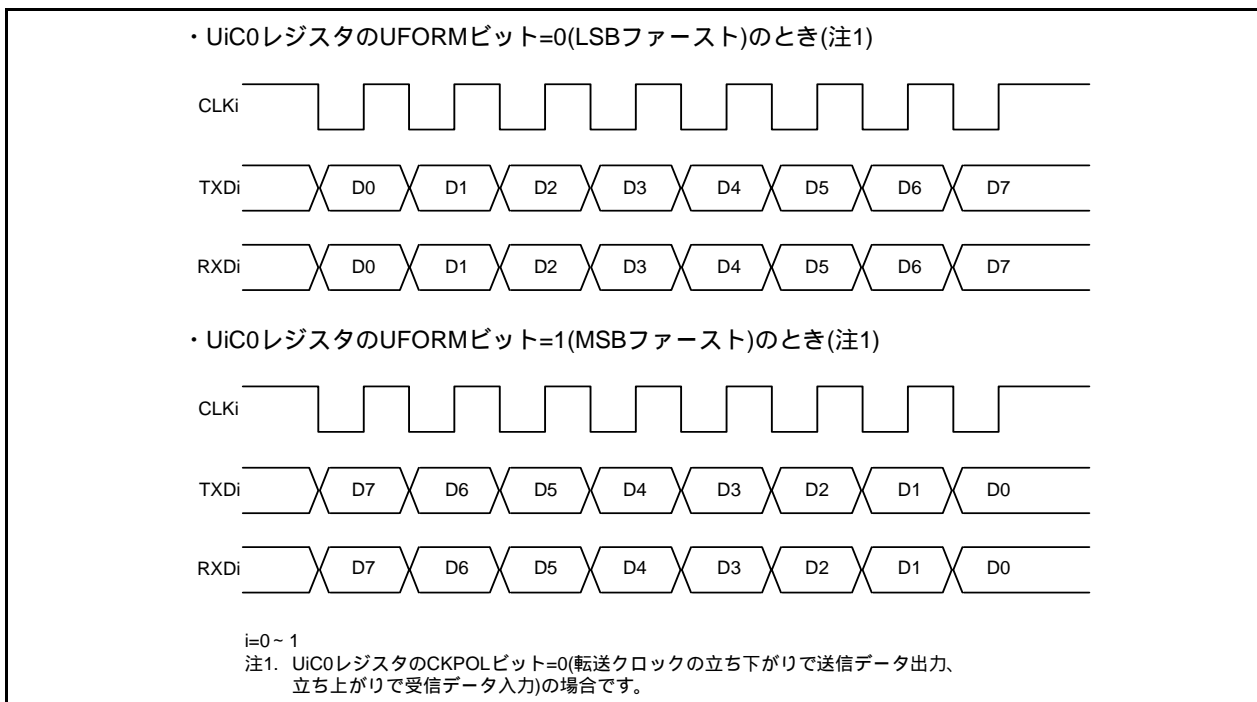 ・UiC0レジスタのUFORMビット=0(LSBファースト)のとき(注1)
CLKi
TXDi D0 D1 D2 D3 D4 D5 D6 D7
RXDi D0 D1 D2 D3 D4 D5 D6 D7
・UiC0レジスタのUFORMビット=1(MSBファースト)のとき(注1)
CLKi
TXDi D7 D6 D5 D4 D3 D2 D1 D0
RXDi D7 D6 D5 D4 D3 D2 D1 D0
i=0~1
注1. UiC0レジスタのCKPOLビット=0(転送クロックの立ち下がりで送信データ出力、
立ち上がりで受信データ入力)の場合です。